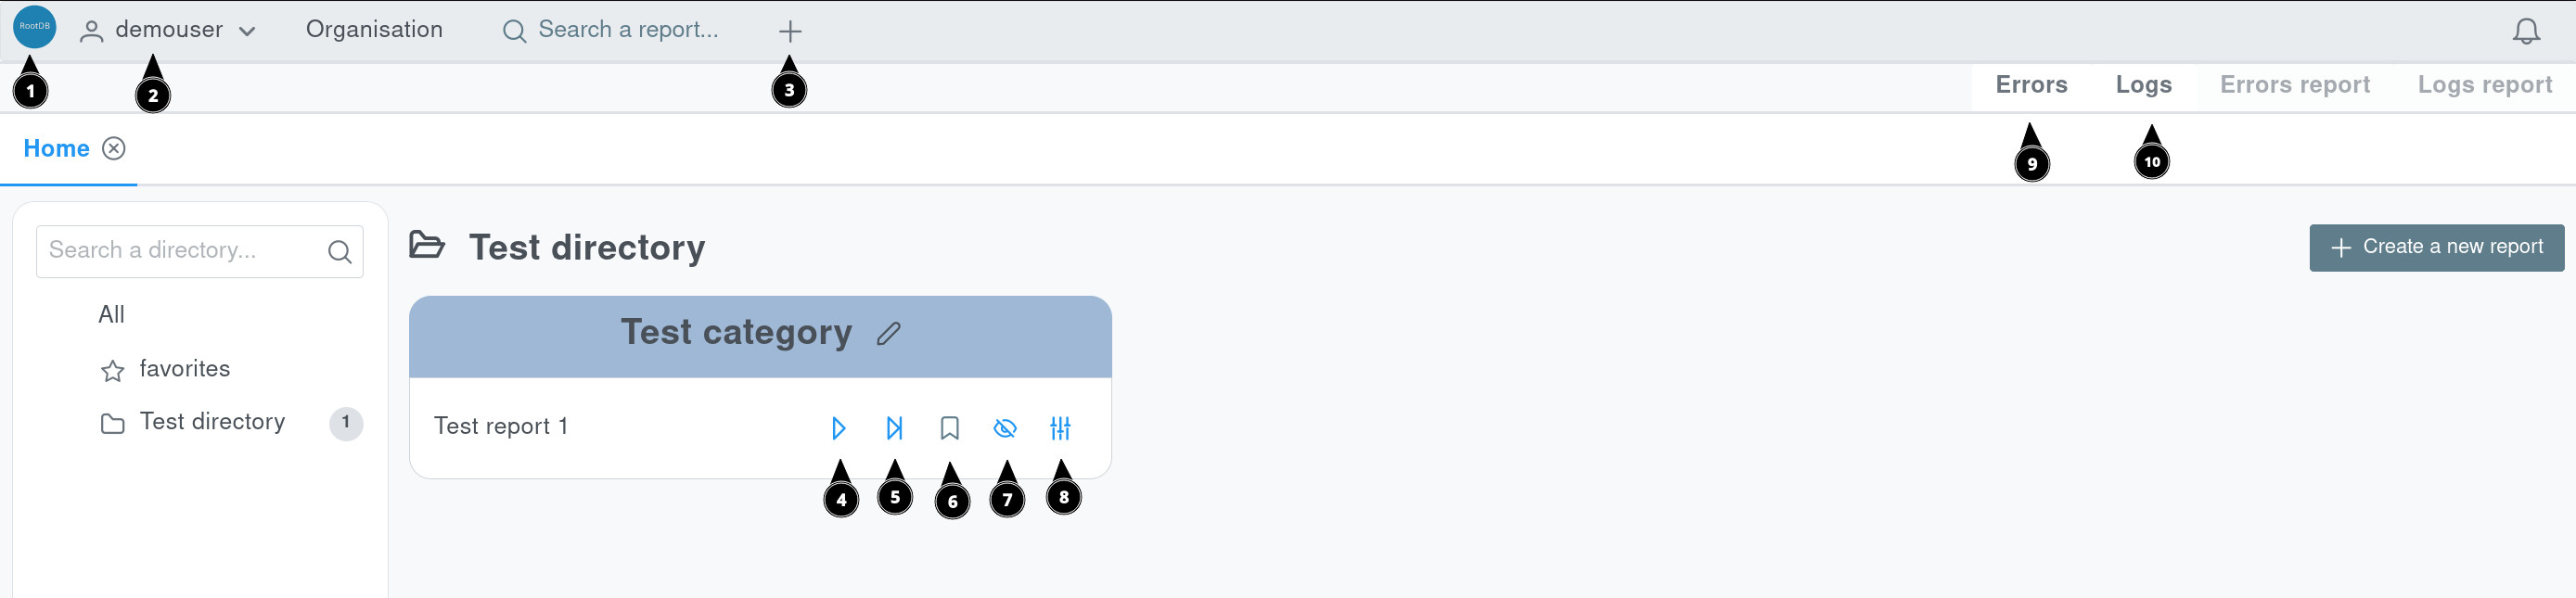 RootDB demouser Organisation Search a report...
1 2 3
Errors Logs Errors report Logs report
Home
9 10
Search a directory...
Test directory
Create a new report
All
Test category
favorites
Test directory 1
Test report 1
4 5 6 7 8